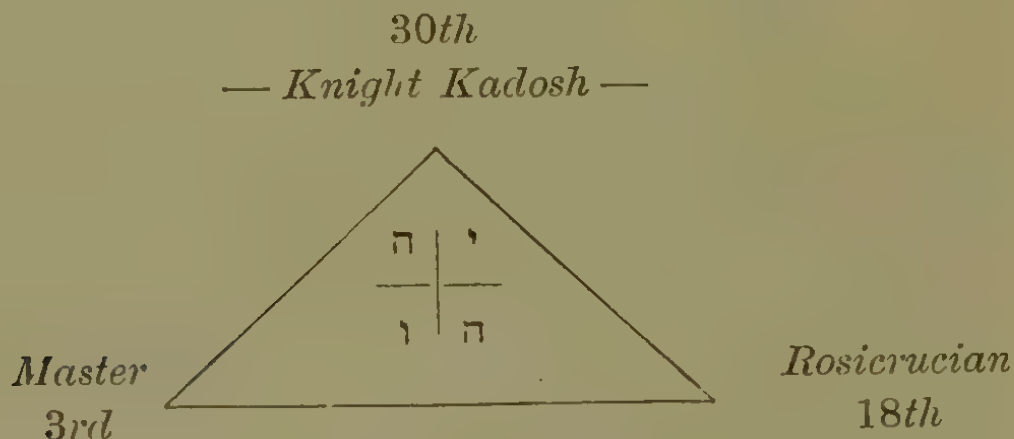 30th
— Knight Kadosh —
י ה
ה ו
Master
3rd
Rosicrucian
18th